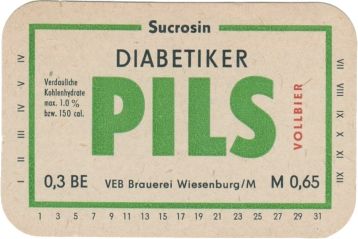 Sucrosin
DIABETIKER
Verdauliche
Kohlenhydrate
max. 1.0 %
bzw. 150 cal.
PILS
VOLLBIER
0,3 BE
VEB Brauerei Wiesenburg/M
M 0,65
I II III IV V IV
VII VIII IX X XI XII
1 3 5 7 9 11 13 15 17 19 21 23 25 27 29 31